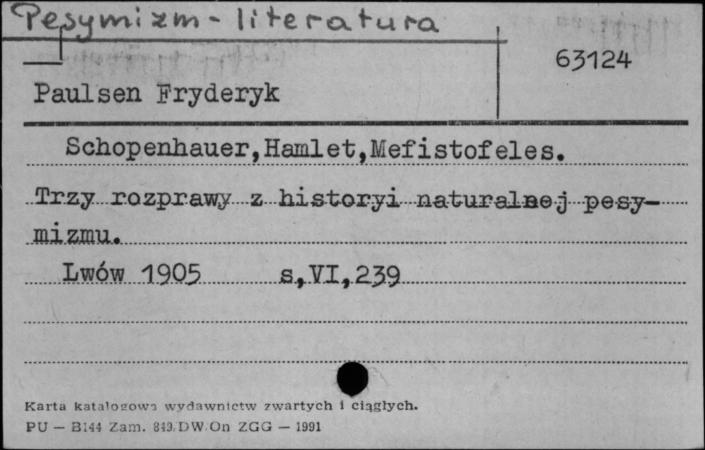 Pesymizm - literatura
63124
Paulsen Fryderyk
Schopenhauer,Hamlet,Mefistofeles.
Trzy rozprawy z historyi naturalnej pesy-
mizmu.
Lwów 1905 s,VI,239
Karta katalogowa wydawnictw zwartych i ciągłych.
PU — B144 Zam. 849.DW.On ZGG — 1991